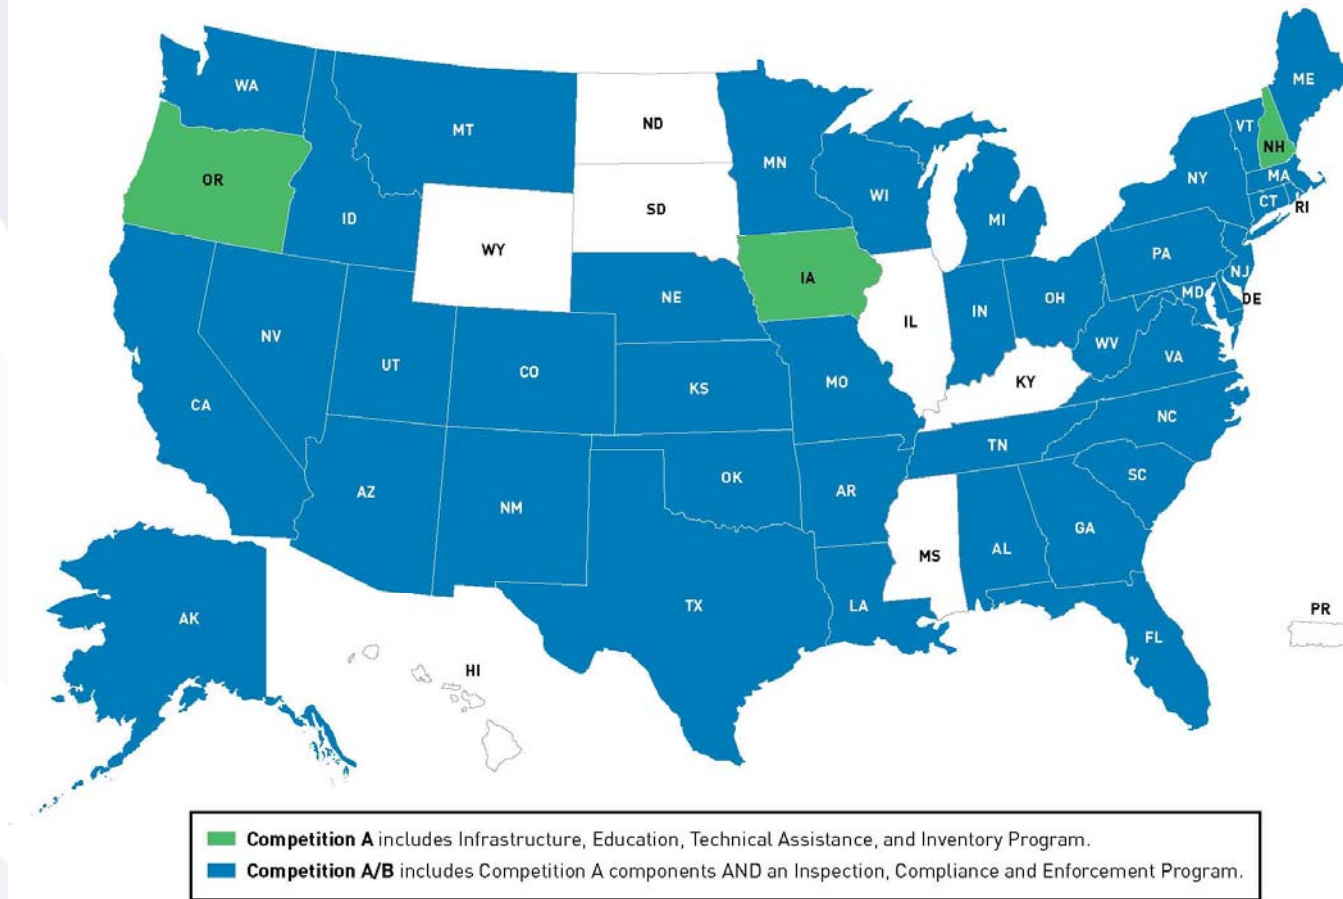 WA
MT
ND
MN
ME
VT
NH
OR
ID
SD
WI
MI
NY
MA
CT
RI
WY
IA
PA
NJ
NE
IL
IN
OH
MD
DE
NV
UT
CO
KS
MO
KY
WV
VA
CA
AZ
NM
OK
AR
TN
NC
SC
MS
AL
GA
TX
LA
FL
AK
HI
PR
Competition A includes Infrastructure, Education, Technical Assistance, and Inventory Program.
Competition A/B includes Competition A components AND an Inspection, Compliance and Enforcement Program.